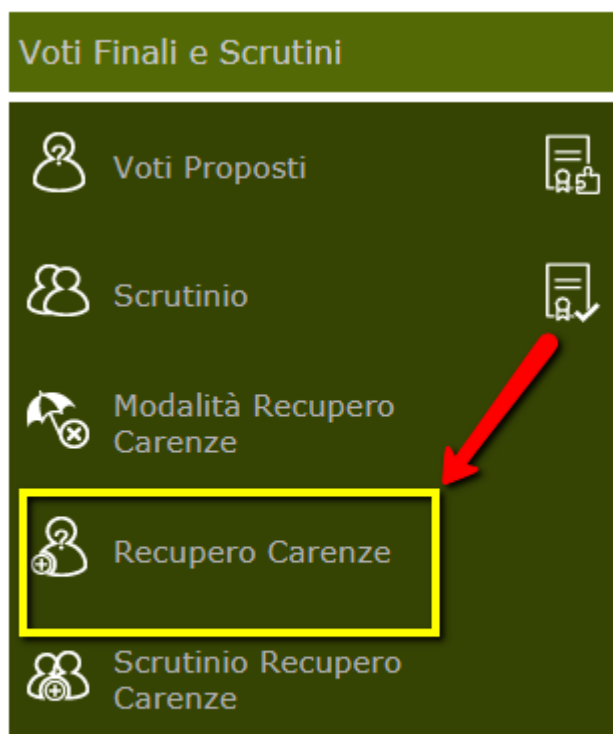 Voti Finali e Scrutini
Voti Proposti
Scrutinio
Modalità Recupero
Carenze
Recupero Carenze
Scrutinio Recupero
Carenze